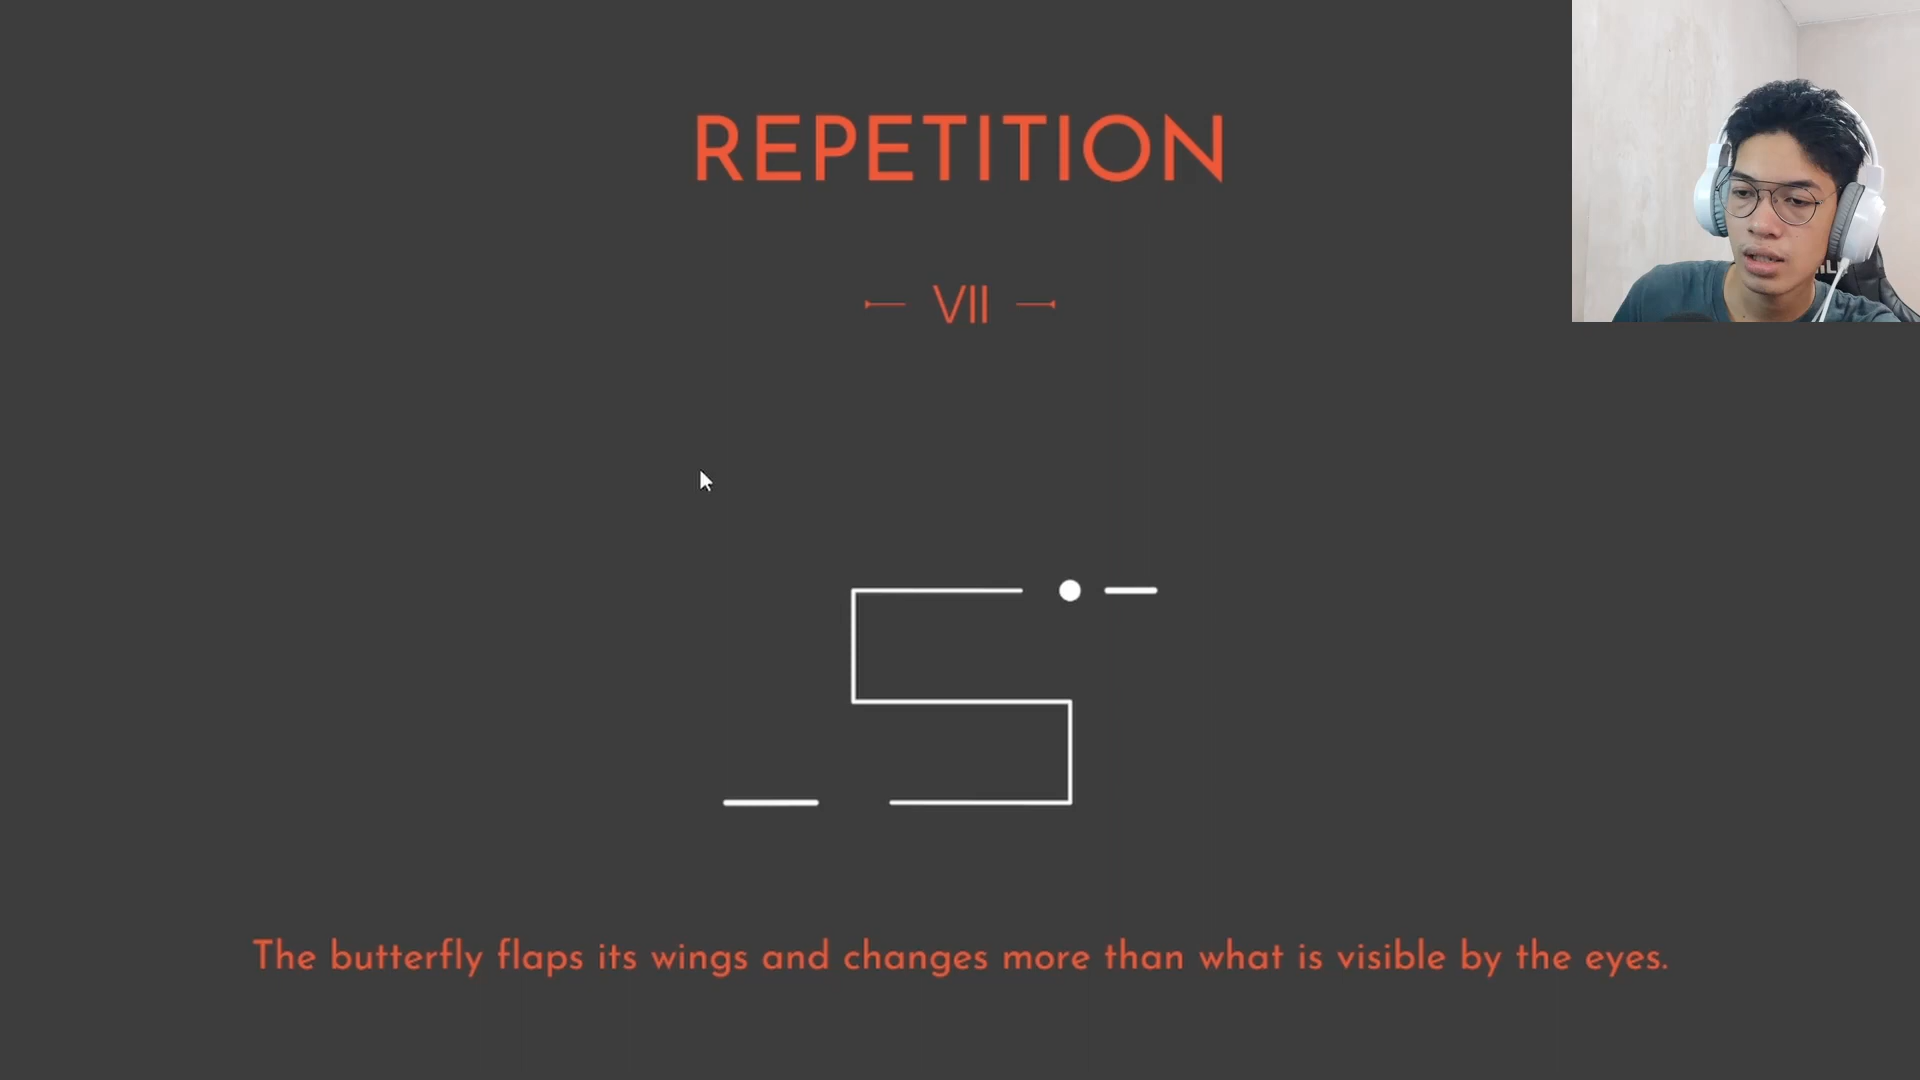 REPETITION
VII
The butterfly flaps its wings and changes more than what is visible by the eyes.